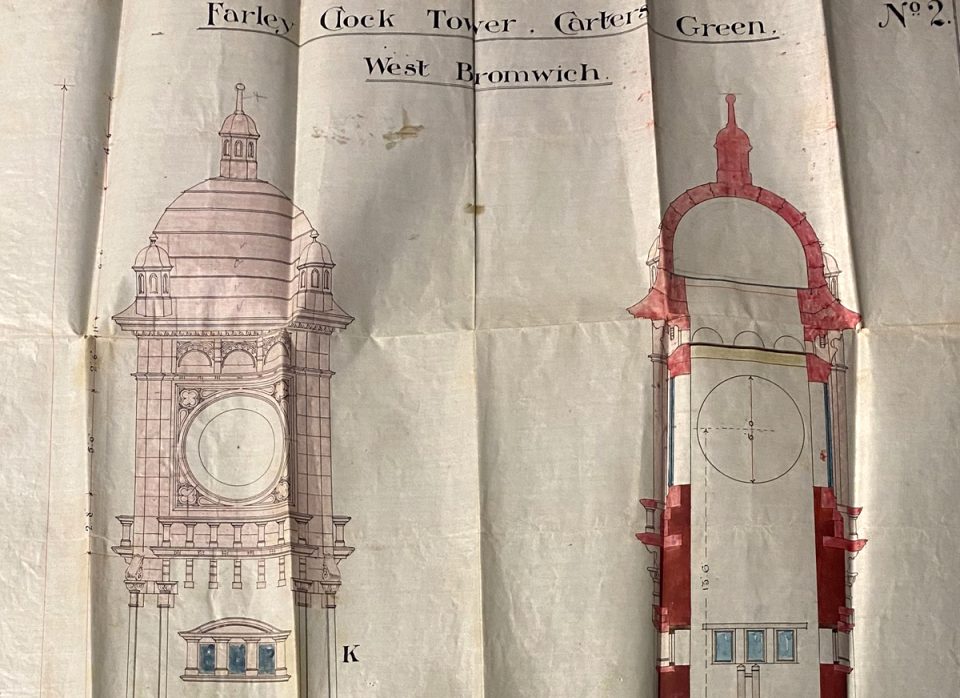 Farley Clock Tower. Carters Green.
Nº 2.
West Bromwich.
K